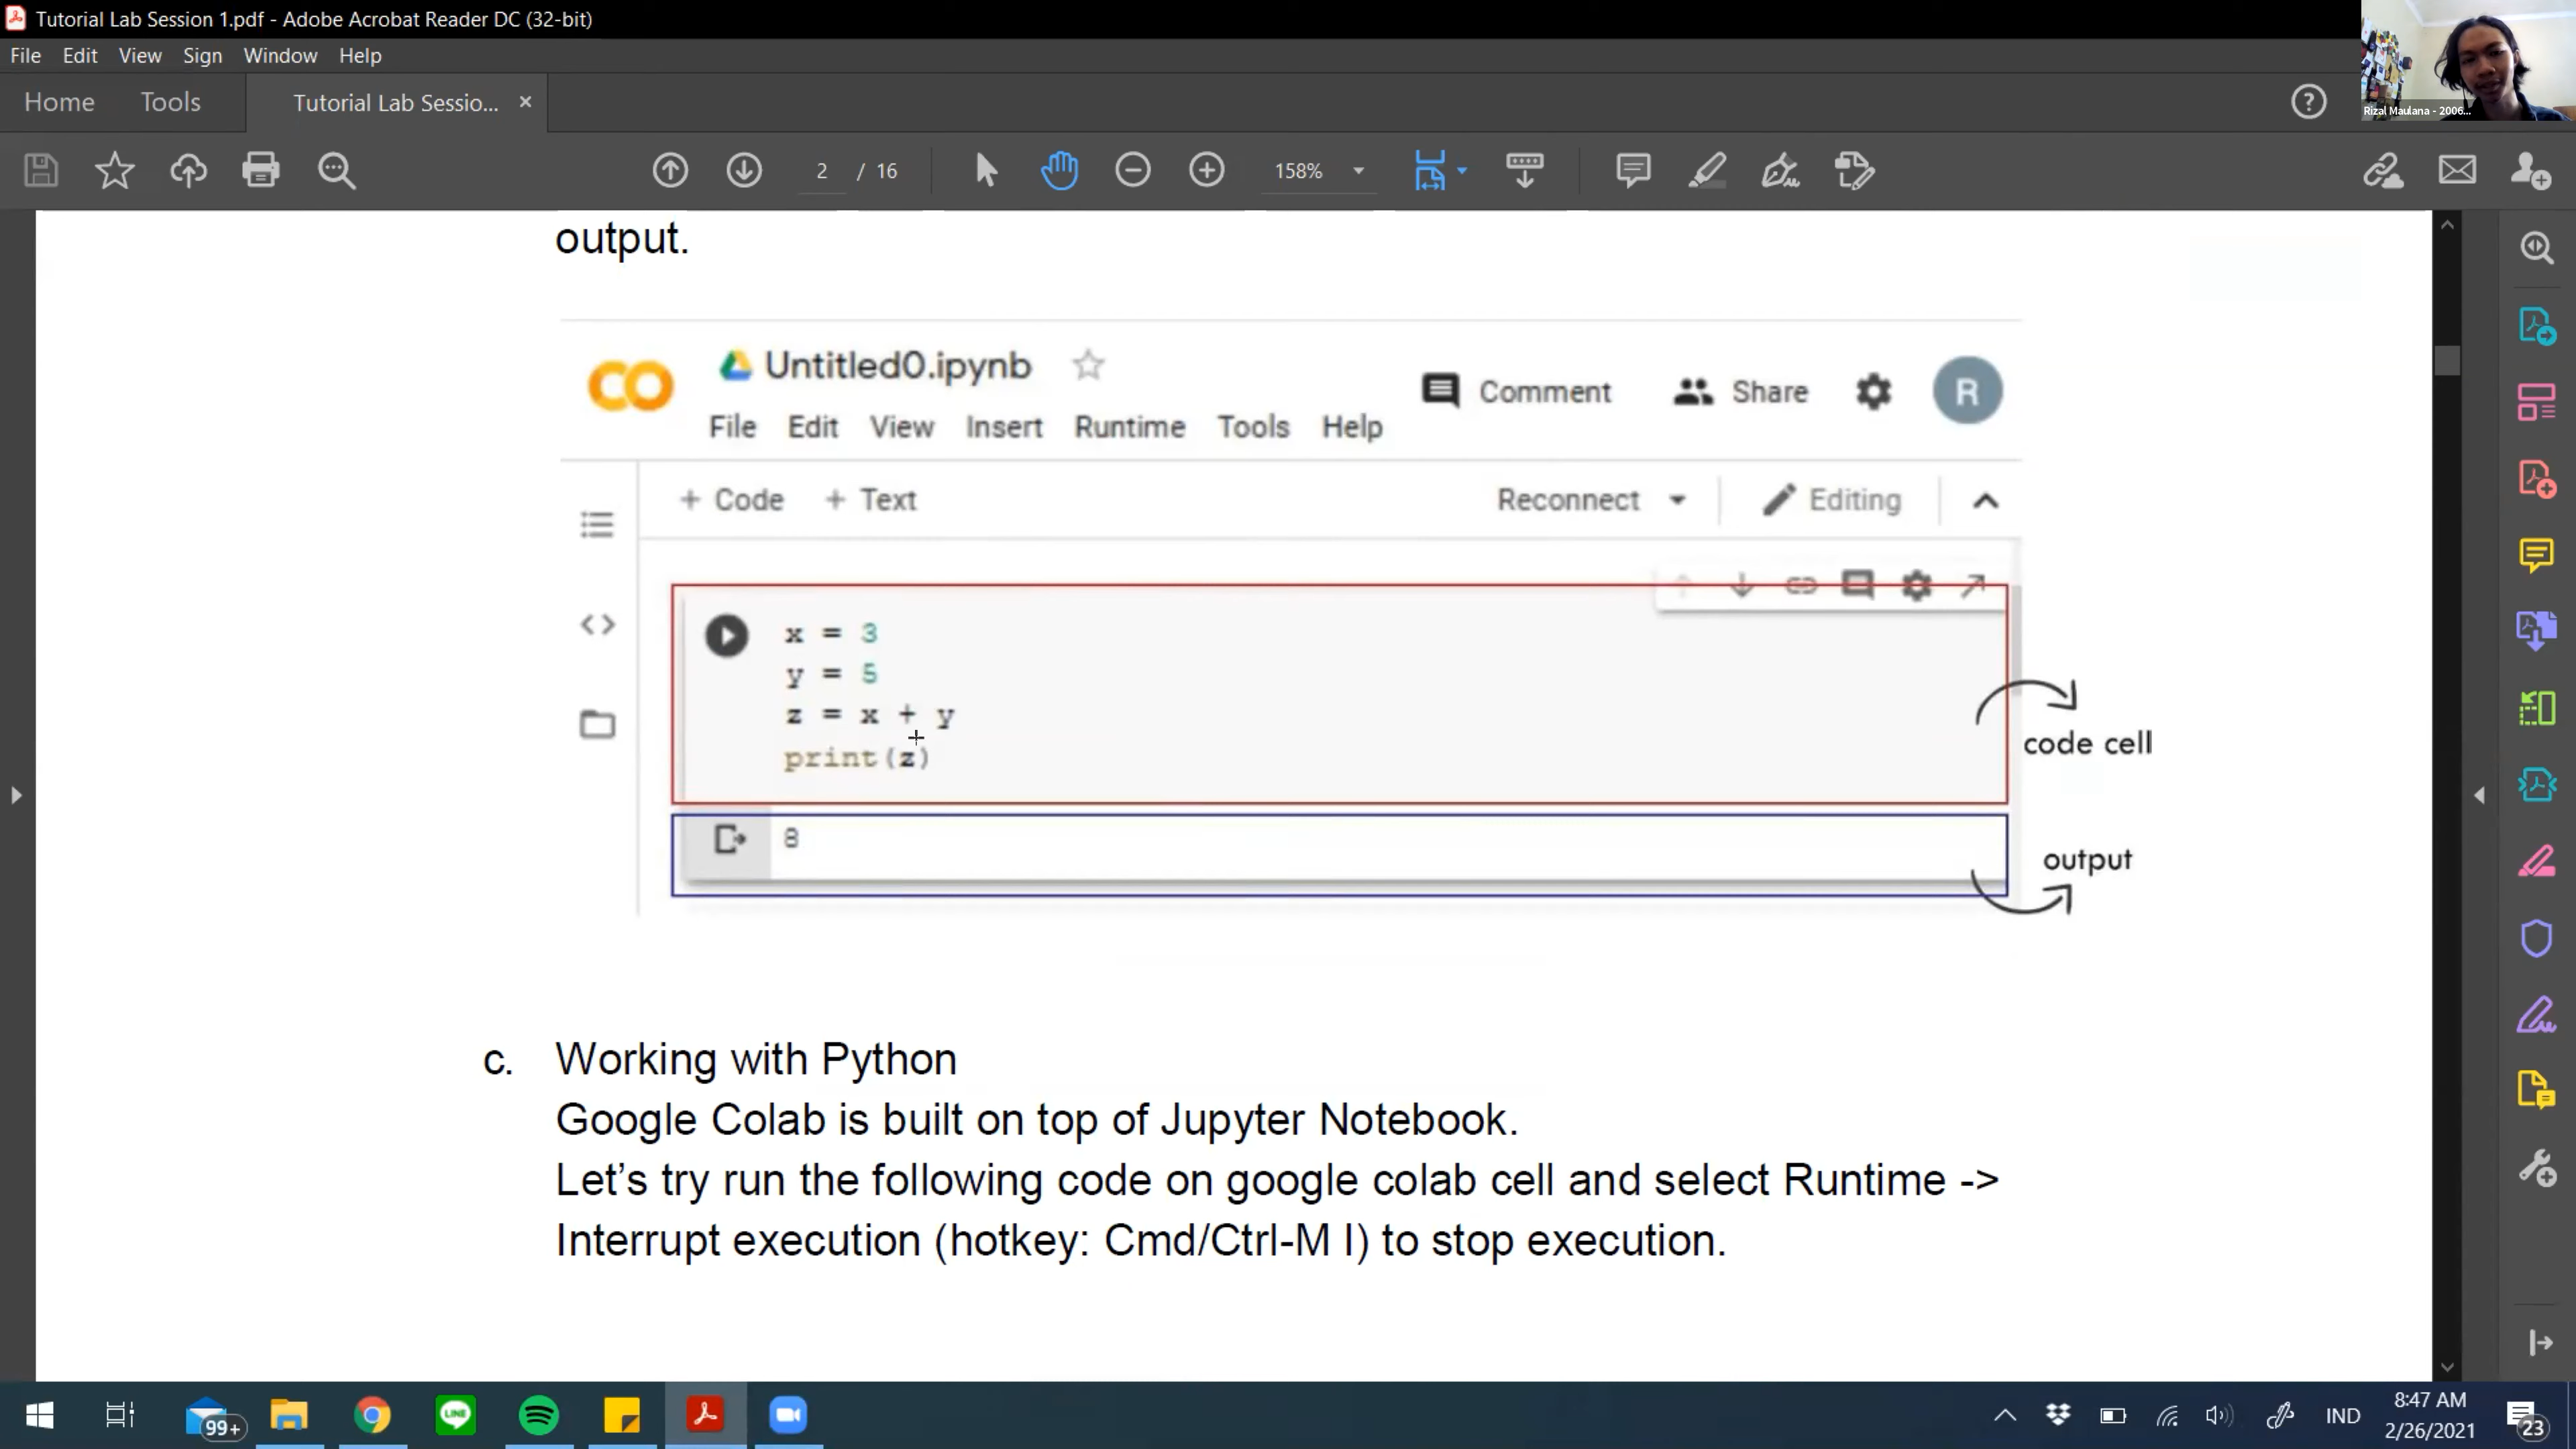 Tutorial Lab Session 1.pdf - Adobe Acrobat Reader DC (32-bit)
File Edit View Sign Window Help
Home Tools Tutorial Lab Sessio... ×
Rizal Maulana - 2006...
2 / 16 158%
output.
Untitled0.ipynb
Comment Share R
File Edit View Insert Runtime Tools Help
+ Code + Text Reconnect Editing
x = 3
y = 5
z = x + y
print(z)
code cell
8
output
c. Working with Python
Google Colab is built on top of Jupyter Notebook.
Let’s try run the following code on google colab cell and select Runtime ->
Interrupt execution (hotkey: Cmd/Ctrl-M I) to stop execution.
99+
LINE
IND
8:47 AM
2/26/2021
23